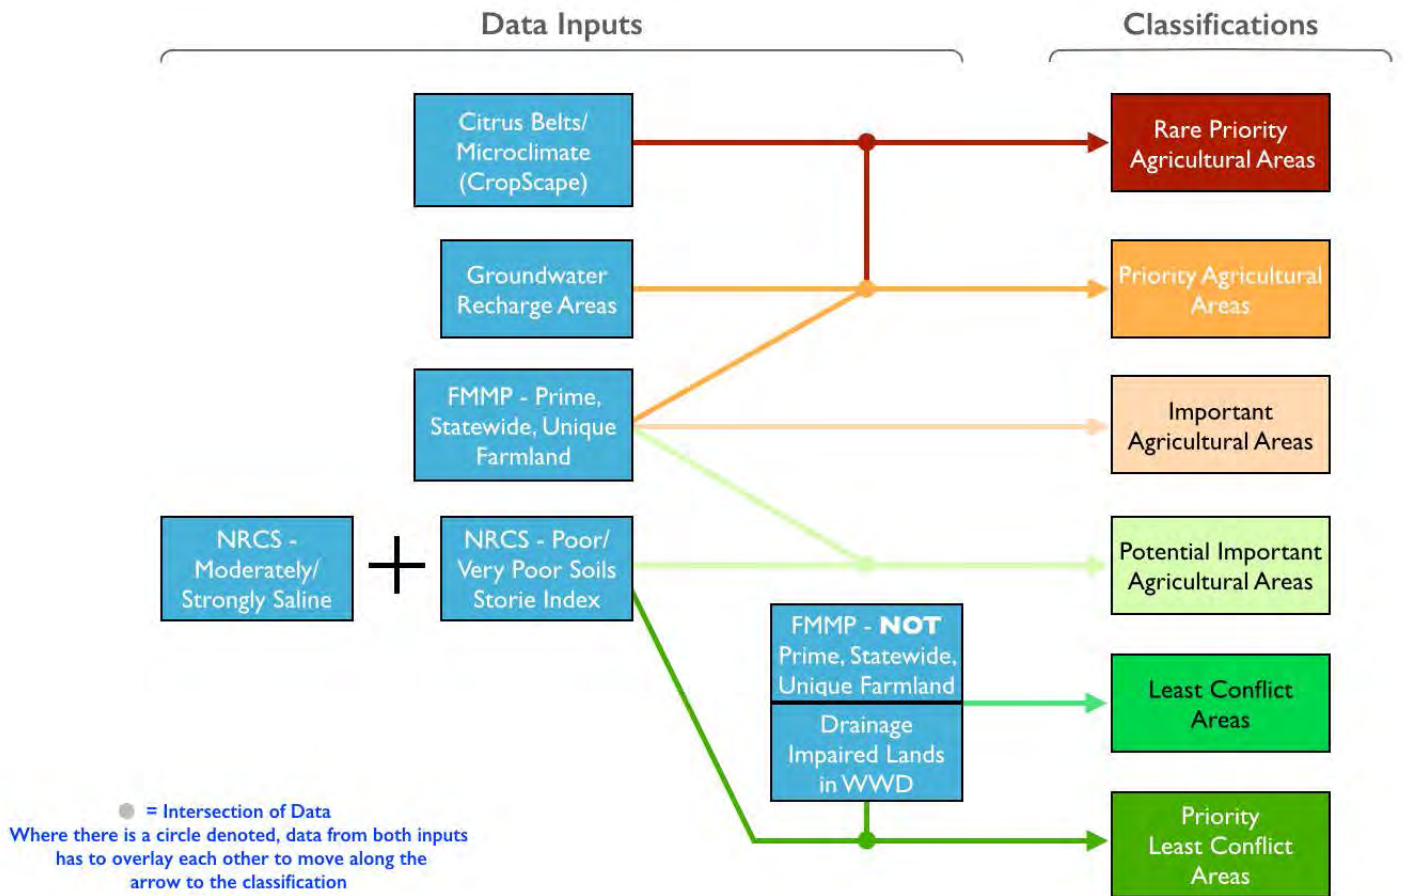 Data Inputs
Classifications
Citrus Belts/
Microclimate
(CropScape)
Rare Priority
Agricultural Areas
Groundwater
Recharge Areas
Priority Agricultural
Areas
FMMP - Prime,
Statewide, Unique
Farmland
Important
Agricultural Areas
NRCS -
Moderately/
Strongly Saline
+
NRCS - Poor/
Very Poor Soils
Storie Index
Potential Important
Agricultural Areas
FMMP - NOT
Prime, Statewide,
Unique Farmland
Drainage
Impaired Lands
in WWD
Least Conflict
Areas
Priority
Least Conflict
Areas
= Intersection of Data
Where there is a circle denoted, data from both inputs
has to overlay each other to move along the
arrow to the classification